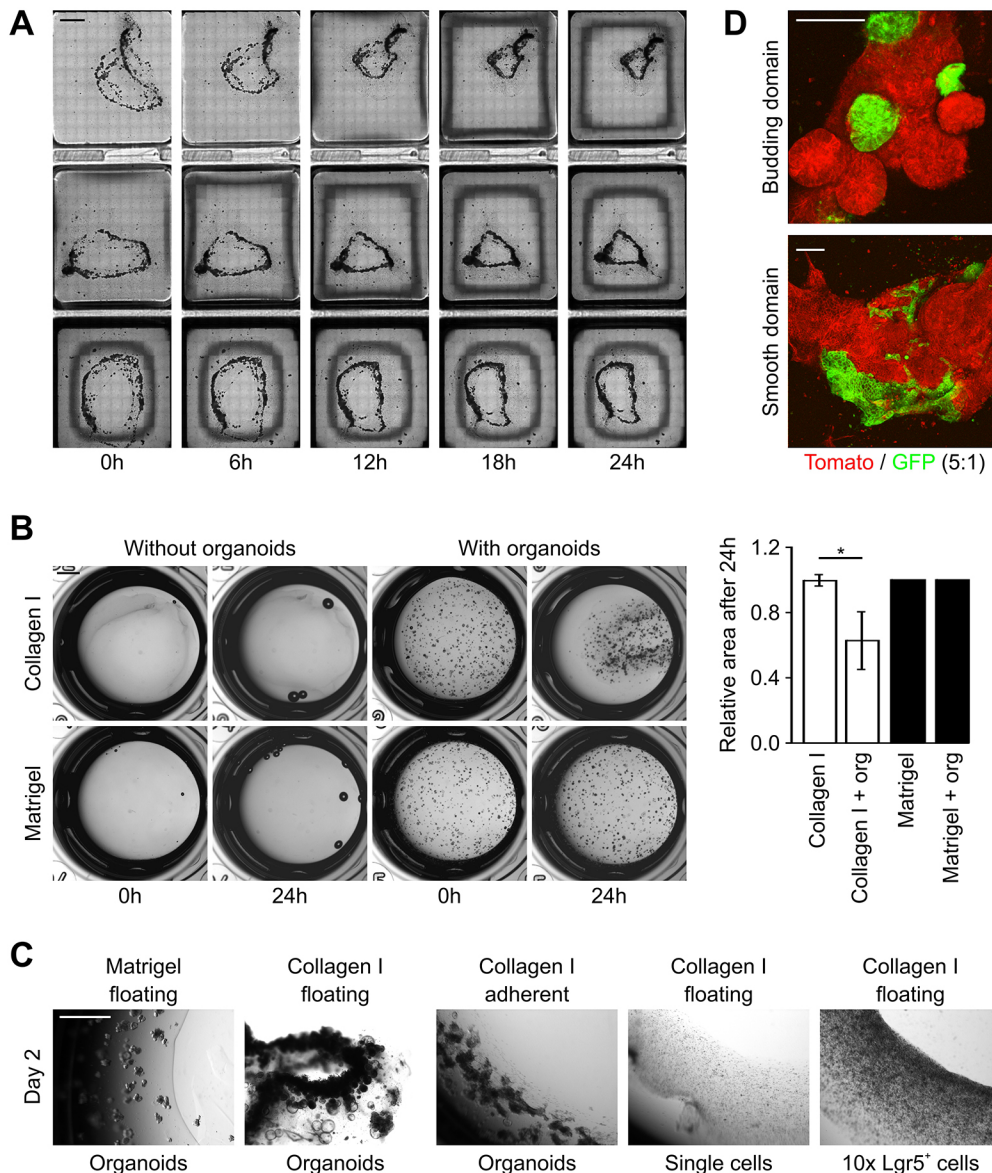 A
0h
6h
12h
18h
24h
D
Budding domain
Smooth domain
Tomato / GFP (5:1)
B
Without organoids
With organoids
Collagen I
Matrigel
0h
24h
0h
24h
Relative area after 24h
1.2
0.8
0.4
0.0
*
Collagen I
Collagen I + org
Matrigel
Matrigel + org
C
Matrigel
floating
Collagen I
floating
Collagen I
adherent
Collagen I
floating
Collagen I
floating
Day 2
Organoids
Organoids
Organoids
Single cells
10x Lgr5⁺ cells